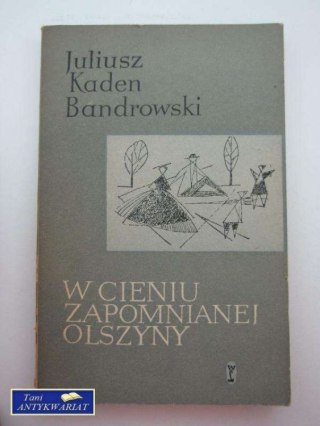 Juliusz
Kaden
Bandrowski
W CIENIU
ZAPOMNIANEJ
OLSZYNY
Tani
ANTYKWARIAT